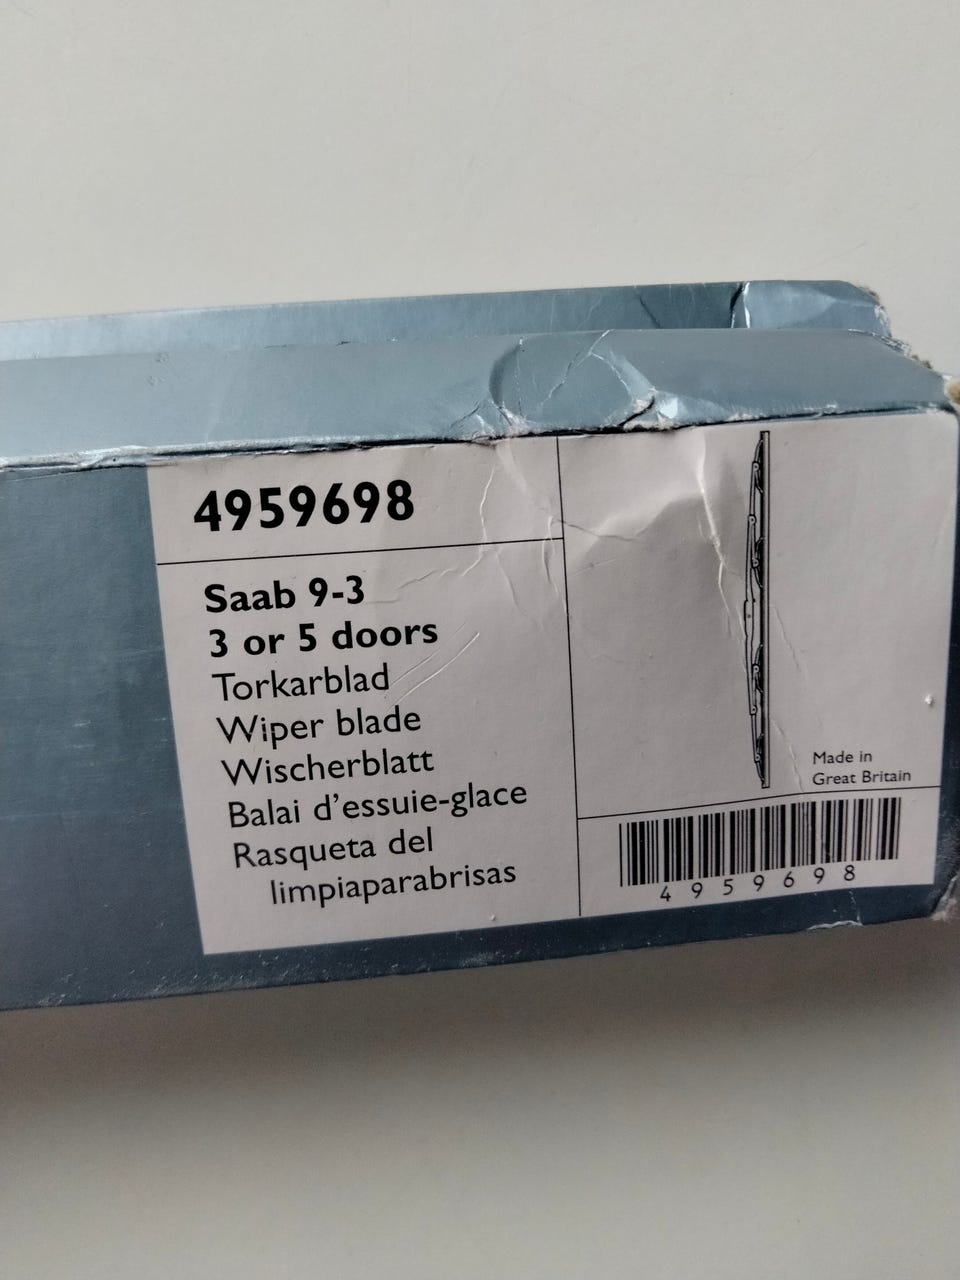 4959698
Saab 9-3
3 or 5 doors
Torkarblad
Wiper blade
Wischerblatt
Balai d'essuie-glace
Rasqueta del
limpiaparabrisas
Made in
Great Britain
4959698